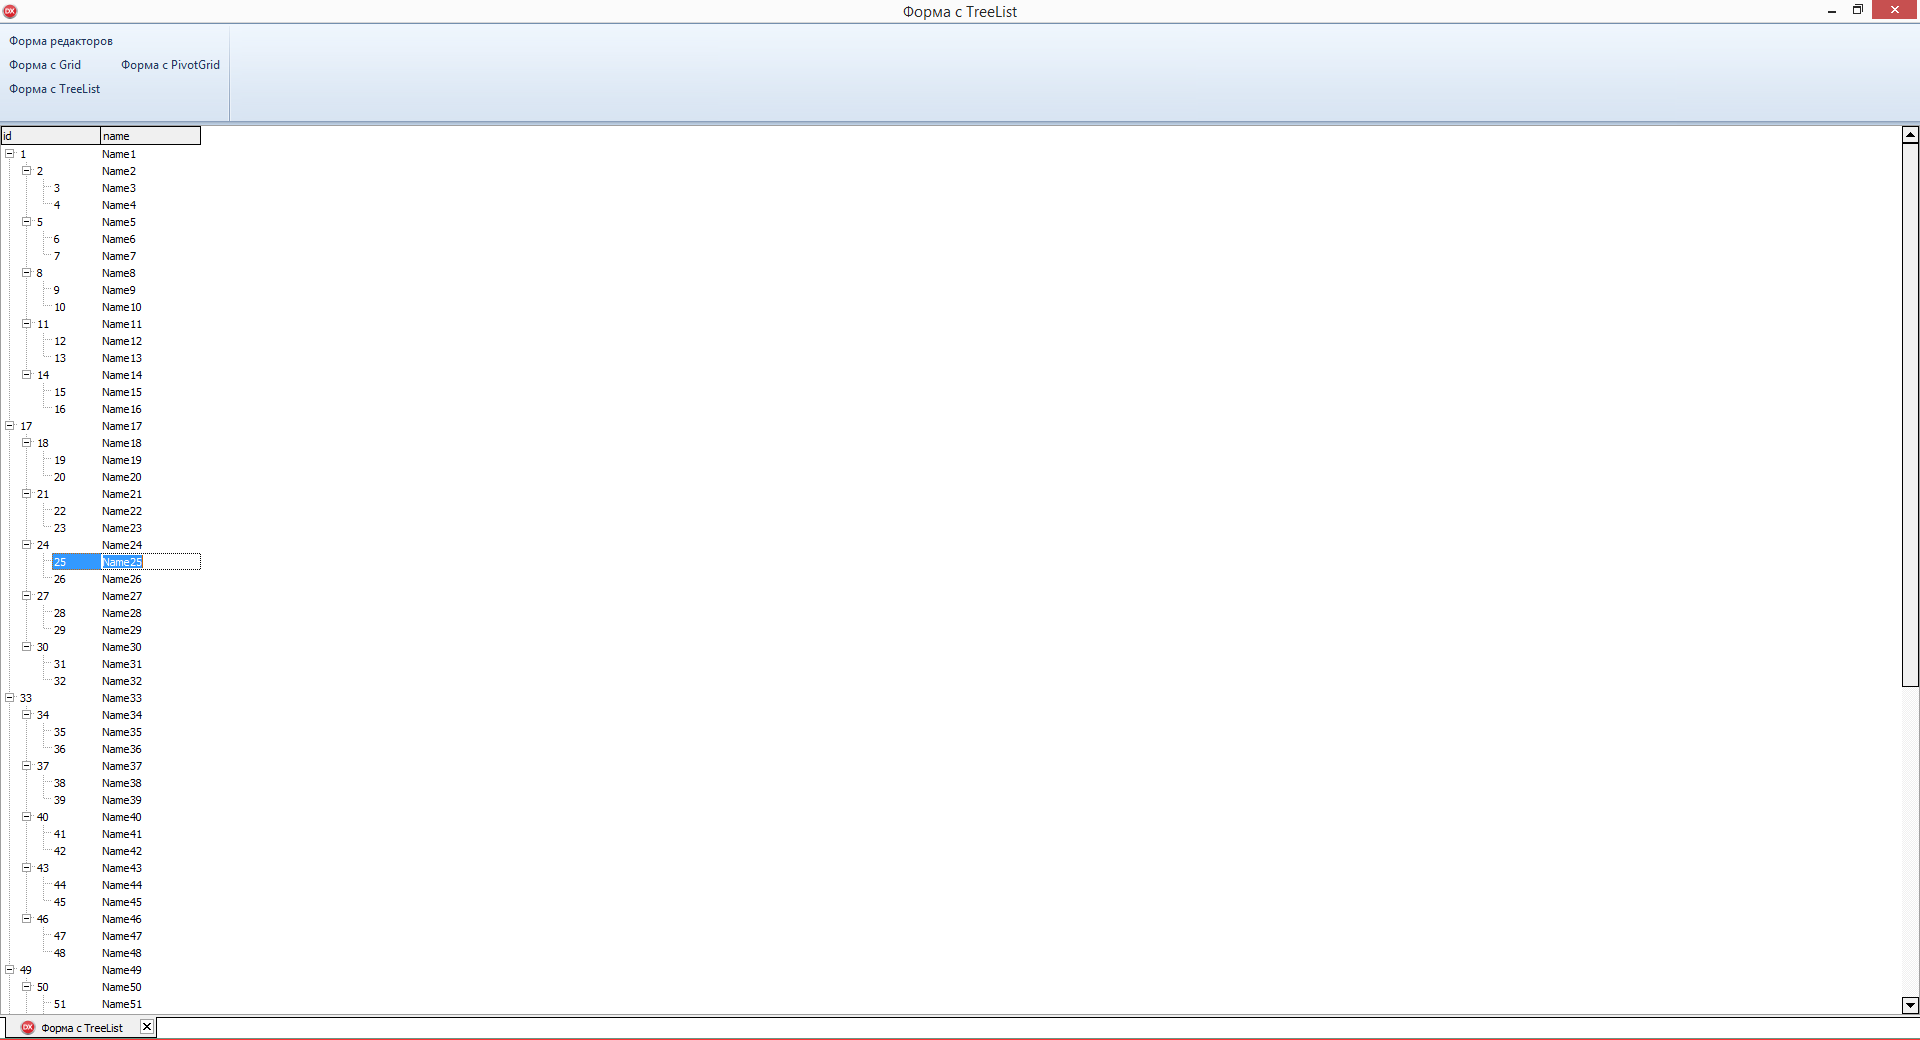 DX Форма с TreeList
Форма редакторов
Форма с Grid Форма с PivotGrid
Форма с TreeList
id name
1 Name1
2 Name2
3 Name3
4 Name4
5 Name5
6 Name6
7 Name7
8 Name8
9 Name9
10 Name10
11 Name11
12 Name12
13 Name13
14 Name14
15 Name15
16 Name16
17 Name17
18 Name18
19 Name19
20 Name20
21 Name21
22 Name22
23 Name23
24 Name24
25 Name25
26 Name26
27 Name27
28 Name28
29 Name29
30 Name30
31 Name31
32 Name32
33 Name33
34 Name34
35 Name35
36 Name36
37 Name37
38 Name38
39 Name39
40 Name40
41 Name41
42 Name42
43 Name43
44 Name44
45 Name45
46 Name46
47 Name47
48 Name48
49 Name49
50 Name50
51 Name51
DX Форма с TreeList